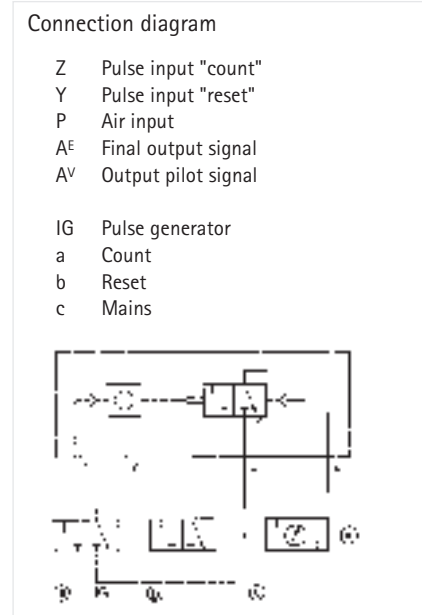 Connection diagram
Z Pulse input "count"
Y Pulse input "reset"
P Air input
Aᴱ Final output signal
Aⱽ Output pilot signal
IG Pulse generator
a Count
b Reset
c Mains